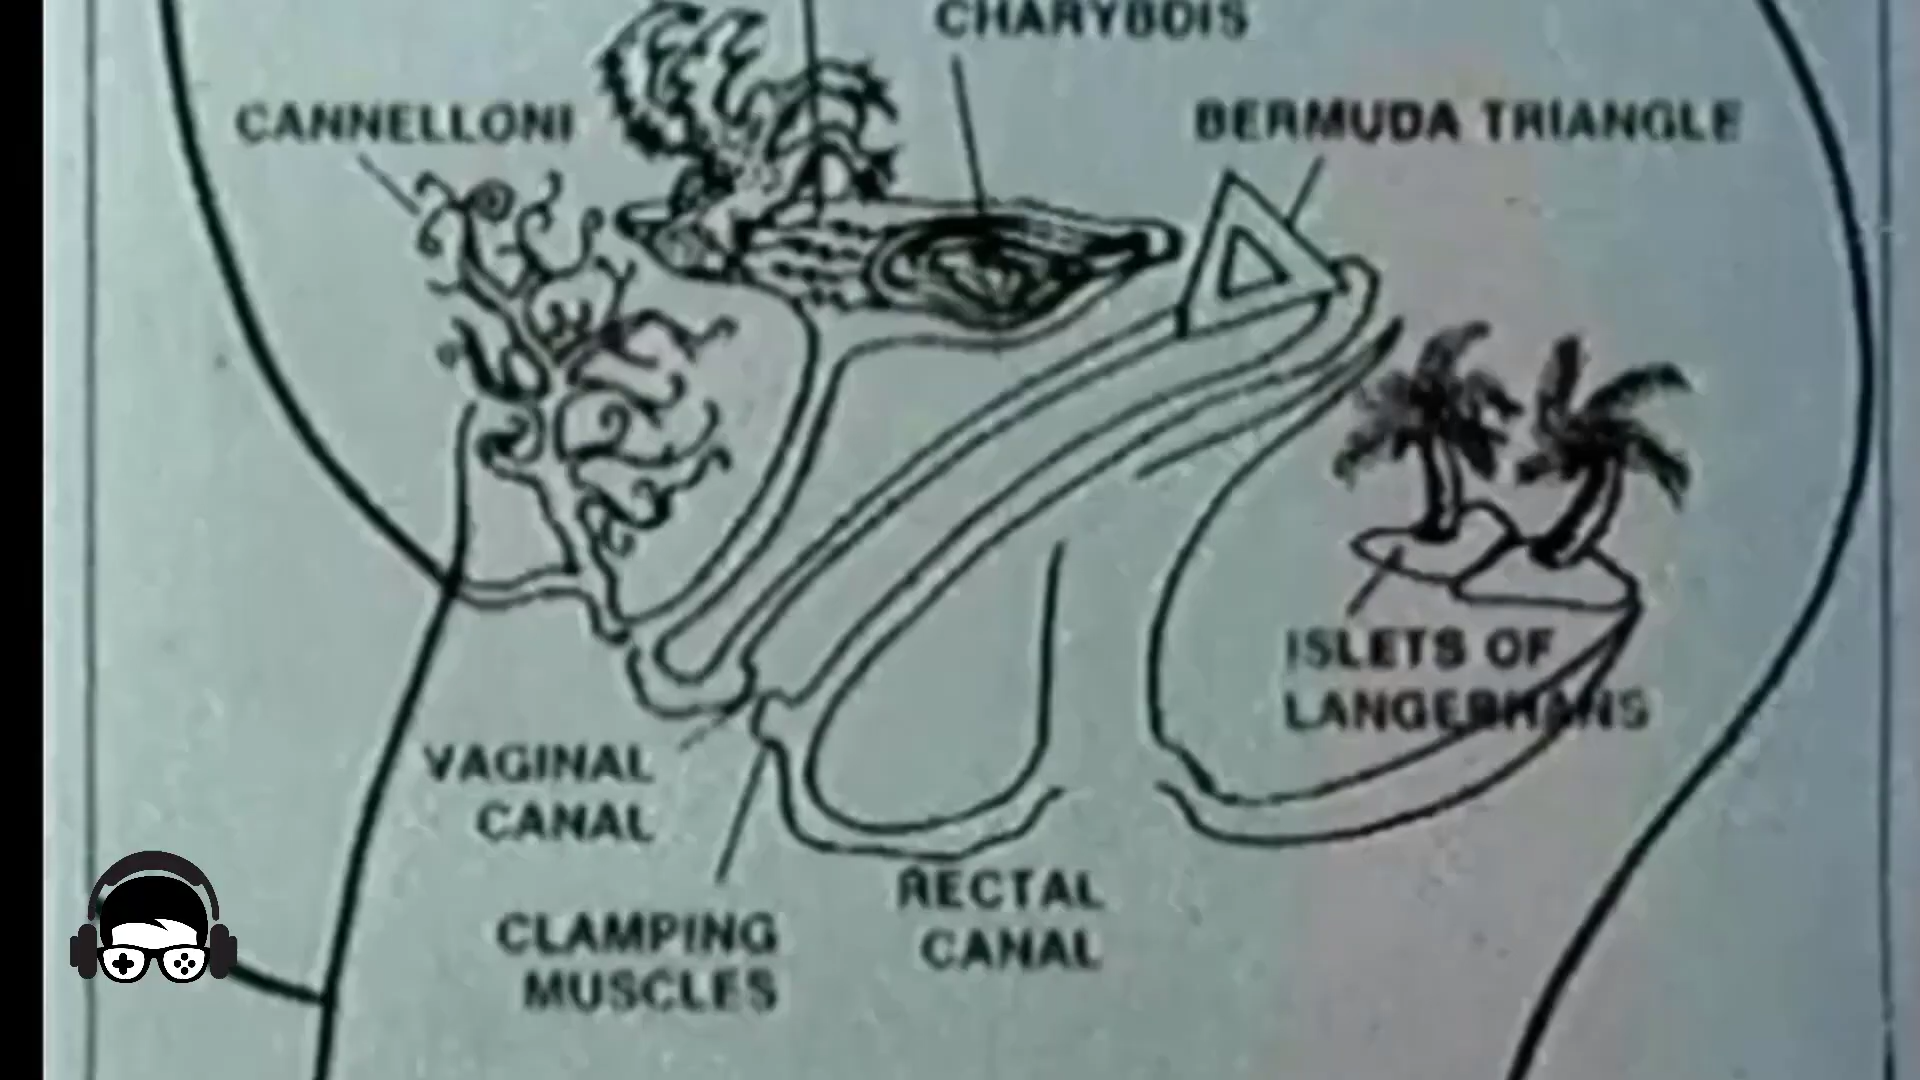 CHARYBDIS
CANNELLONI
BERMUDA TRIANGLE
ISLETS OF
LANGERHANS
VAGINAL
CANAL
CLAMPING
MUSCLES
RECTAL
CANAL